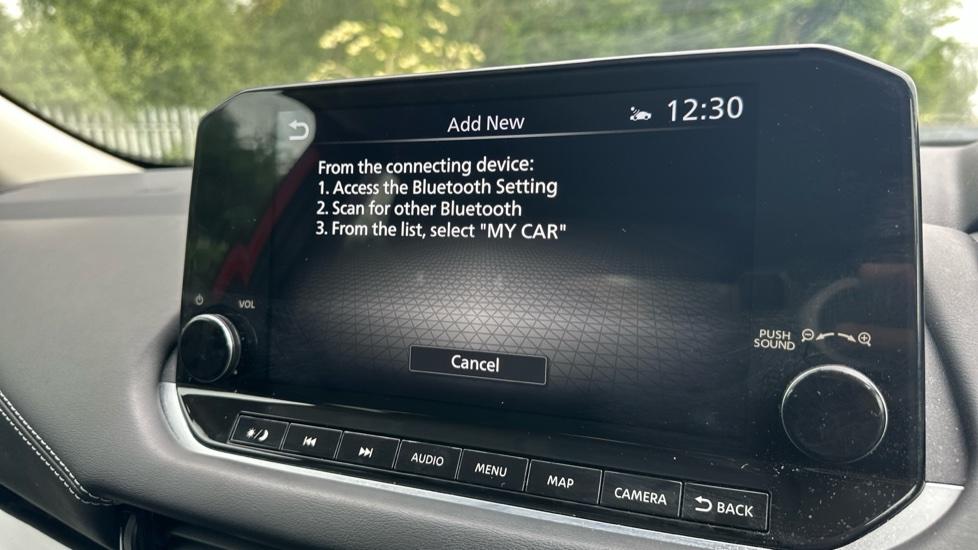 Add New
12:30
From the connecting device:
1. Access the Bluetooth Setting
2. Scan for other Bluetooth
3. From the list, select "MY CAR"
Cancel
VOL
PUSH
SOUND
AUDIO
MENU
MAP
CAMERA
BACK